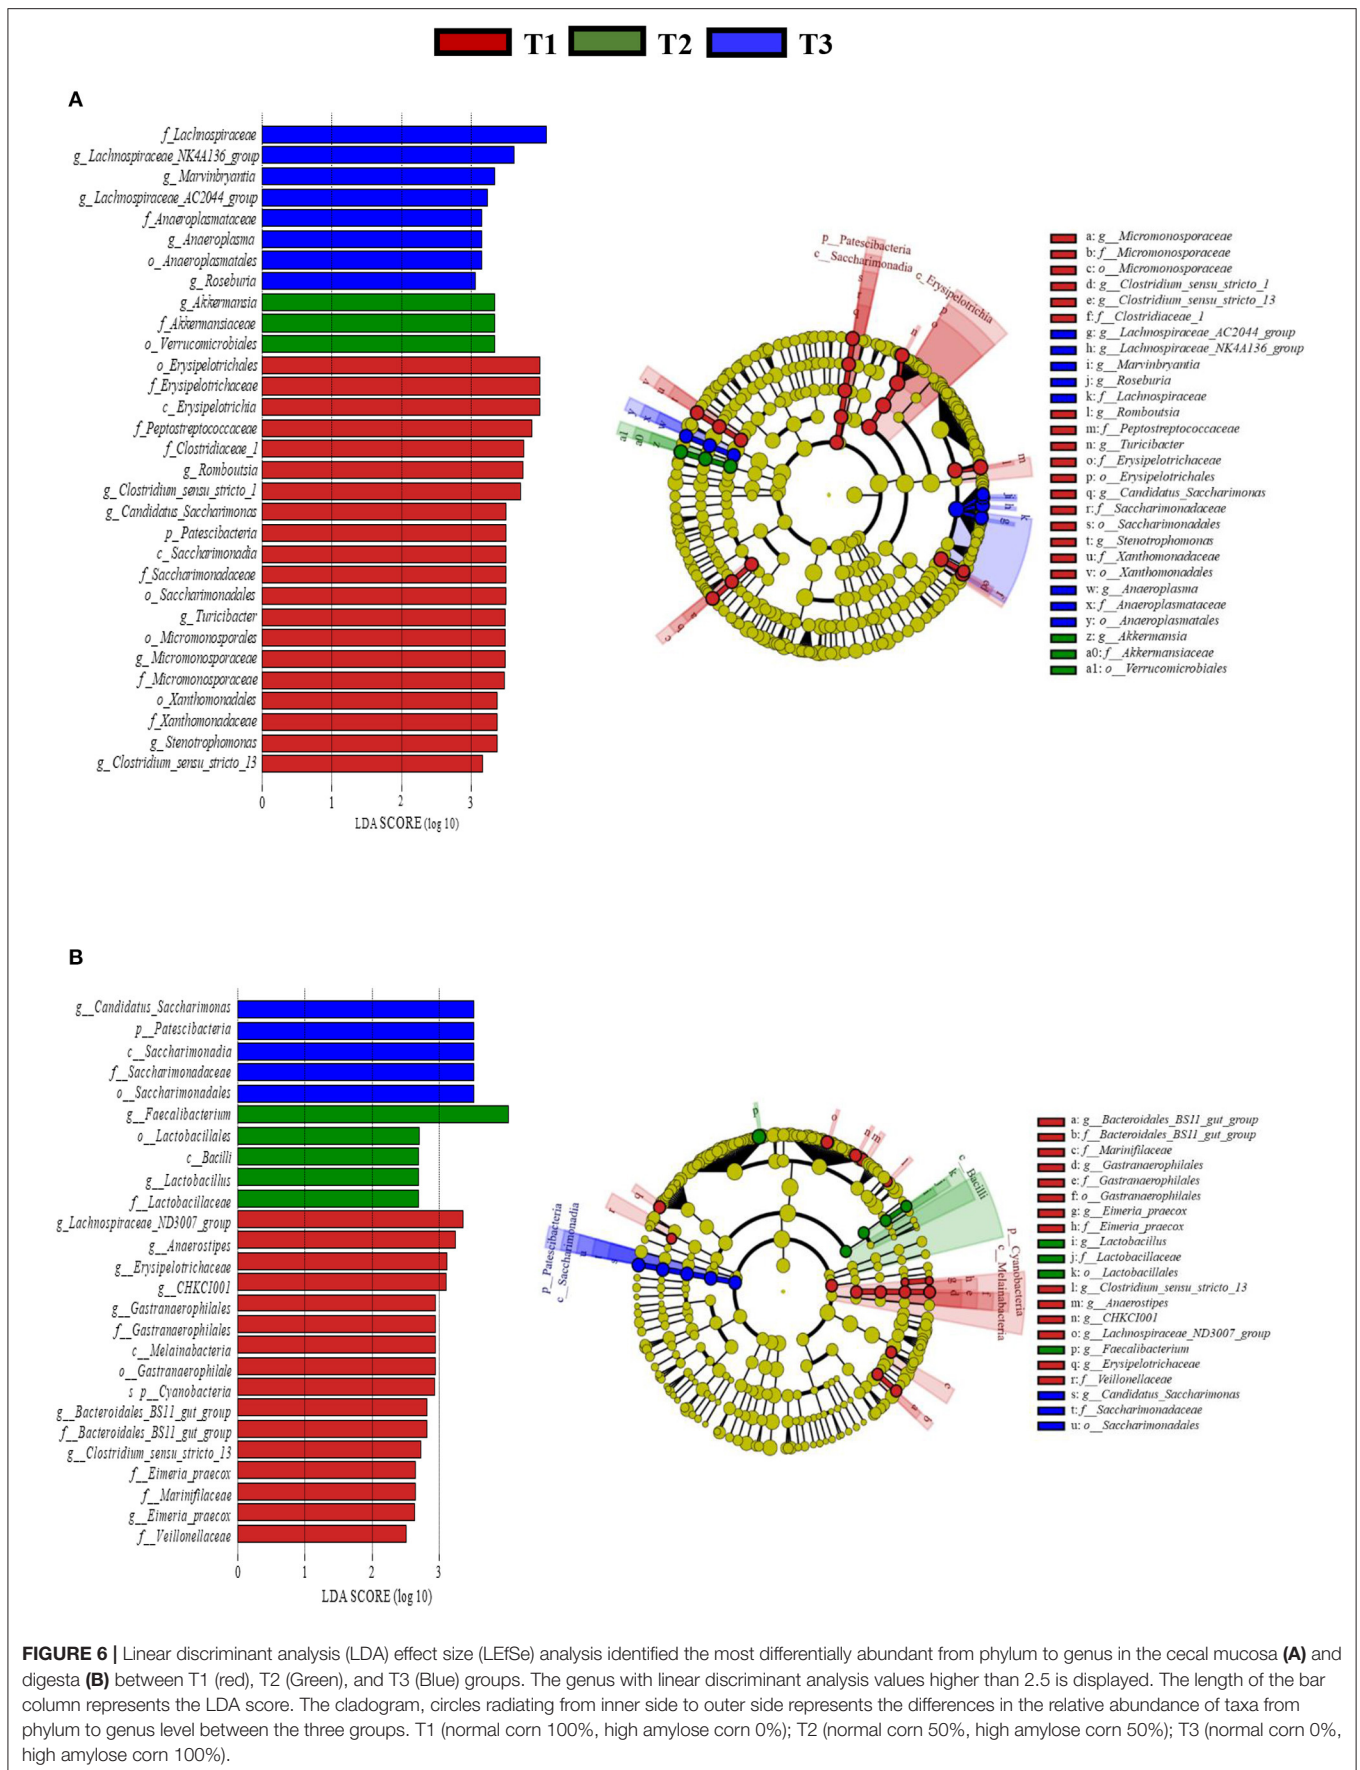 T1 T2 T3
A
f_Lachnospiraceae
g_Lachnospiraceae_NK4A136_group
g_Marvinbryantia
g_Lachnospiraceae_AC2044_group
f_Anaeroplasmataceae
g_Anaeroplasma
o_Anaeroplasmatales
g_Roseburia
g_Akkermansia
f_Akkermansiaceae
o_Verrucomicrobiales
o_Erysipelotrichales
f_Erysipelotrichaceae
c_Erysipelotrichia
f_Peptostreptococcaceae
f_Clostridiaceae_1
g_Romboutsia
g_Clostridium_sensu_stricto_1
g_Candidatus_Saccharimonas
p_Patescibacteria
c_Saccharimonadia
f_Saccharimonadaceae
o_Saccharimonadales
g_Turicibacter
o_Micromonosporales
g_Micromonosporaceae
f_Micromonosporaceae
o_Xanthomonadales
f_Xanthomonadaceae
g_Stenotrophomonas
g_Clostridium_sensu_stricto_13
0 1 2 3
LDA SCORE (log 10)
p__Patescibacteria
c__Saccharimonadia
c_Erysipelotrichia
s
r
q
p
o
n
m
l
k
v
u
y
x
w
a1
a0
z
a: g__Micromonosporaceae
b: f__Micromonosporaceae
c: o__Micromonosporaceae
d: g__Clostridium_sensu_stricto_1
e: g__Clostridium_sensu_stricto_13
f: f__Clostridiaceae_1
g: g__Lachnospiraceae_AC2044_group
h: g__Lachnospiraceae_NK4A136_group
i: g__Marvinbryantia
j: g__Roseburia
k: f__Lachnospiraceae
l: g__Romboutsia
m: f__Peptostreptococcaceae
n: g__Turicibacter
o: f__Erysipelotrichaceae
p: o__Erysipelotrichales
q: g__Candidatus_Saccharimonas
r: f__Saccharimonadaceae
s: o__Saccharimonadales
t: g__Stenotrophomonas
u: f__Xanthomonadaceae
v: o__Xanthomonadales
w: g__Anaeroplasma
x: f__Anaeroplasmataceae
y: o__Anaeroplasmatales
z: g__Akkermansia
a0: f__Akkermansiaceae
a1: o__Verrucomicrobiales
B
g__Candidatus_Saccharimonas
p__Patescibacteria
c__Saccharimonadia
f__Saccharimonadaceae
o__Saccharimonadales
g__Faecalibacterium
o__Lactobacillales
c__Bacilli
g__Lactobacillus
f__Lactobacillaceae
g_Lachnospiraceae_ND3007_group
g__Anaerostipes
g__Erysipelotrichaceae
g__CHKCI001
g__Gastranaerophilales
f__Gastranaerophilales
c__Melainabacteria
o__Gastranaerophilale
s p__Cyanobacteria
g__Bacteroidales_BS11_gut_group
f__Bacteroidales_BS11_gut_group
g__Clostridium_sensu_stricto_13
f__Eimeria_praecox
f__Marinifilaceae
g__Eimeria_praecox
f__Veillonellaceae
0 1 2 3
LDA SCORE (log 10)
p
o
n m
l
k
c__Bacilli
p__Cyanobacteria
c__Melainabacteria
h
g
f
e
d
c
b
a
q
r
p__Patescibacteria
c__Saccharimonadia
u
a: g__Bacteroidales_BS11_gut_group
b: f__Bacteroidales_BS11_gut_group
c: f__Marinifilaceae
d: g__Gastranaerophilales
e: f__Gastranaerophilales
f: o__Gastranaerophilales
g: g__Eimeria_praecox
h: f__Eimeria_praecox
i: g__Lactobacillus
j: f__Lactobacillaceae
k: o__Lactobacillales
l: g__Clostridium_sensu_stricto_13
m: g__Anaerostipes
n: g__CHKCI001
o: g__Lachnospiraceae_ND3007_group
p: g__Faecalibacterium
q: g__Erysipelotrichaceae
r: f__Veillonellaceae
s: g__Candidatus_Saccharimonas
t: f__Saccharimonadaceae
u: o__Saccharimonadales
FIGURE 6 | Linear discriminant analysis (LDA) effect size (LEfSe) analysis identified the most differentially abundant from phylum to genus in the cecal mucosa (A) and
digesta (B) between T1 (red), T2 (Green), and T3 (Blue) groups. The genus with linear discriminant analysis values higher than 2.5 is displayed. The length of the bar
column represents the LDA score. The cladogram, circles radiating from inner side to outer side represents the differences in the relative abundance of taxa from
phylum to genus level between the three groups. T1 (normal corn 100%, high amylose corn 0%); T2 (normal corn 50%, high amylose corn 50%); T3 (normal corn 0%,
high amylose corn 100%).